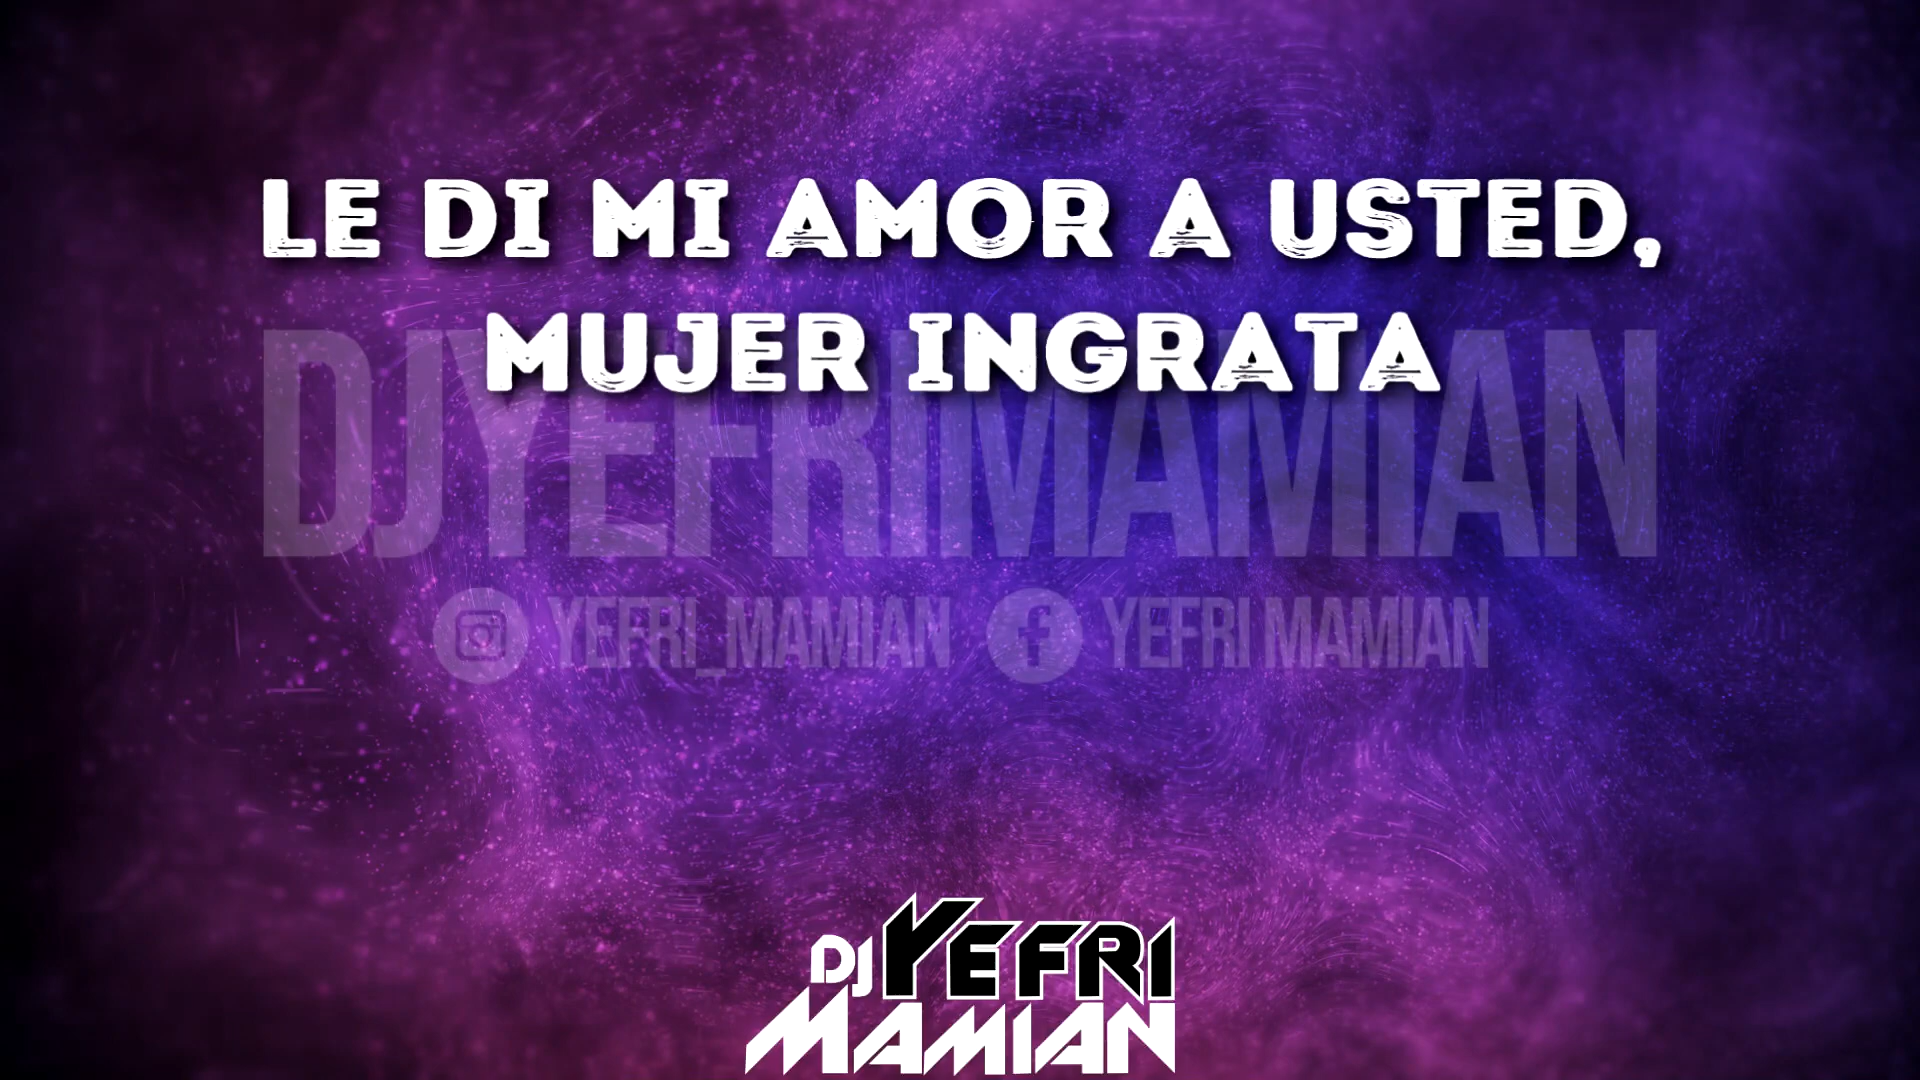 LE DI MI AMOR A USTED,
MUJER INGRATA
DJYEFRIMAMIAN
YEFRI_MAMIAN YEFRI MAMIAN
DJ YEFRI
MAMIAN